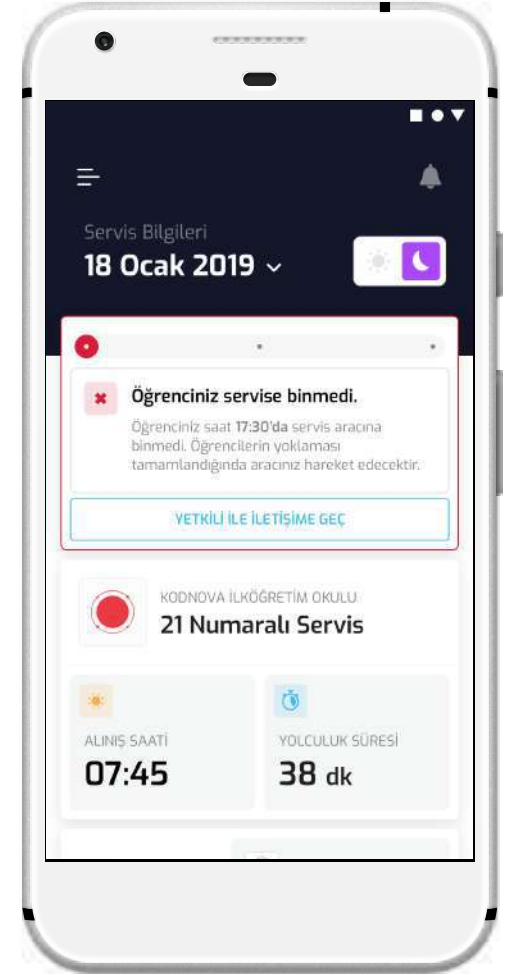 Servis Bilgileri
18 Ocak 2019
Öğrenciniz servise binmedi.
Öğrenciniz saat 17:30'da servis aracına
binmedi. Öğrencilerin yoklaması
tamamlandığında aracınız hareket edecektir.
YETKİLİ İLE İLETİŞİME GEÇ
KODNOVA İLKÖĞRETİM OKULU
21 Numaralı Servis
ALINIŞ SAATİ
07:45
YOLCULUK SÜRESİ
38 dk